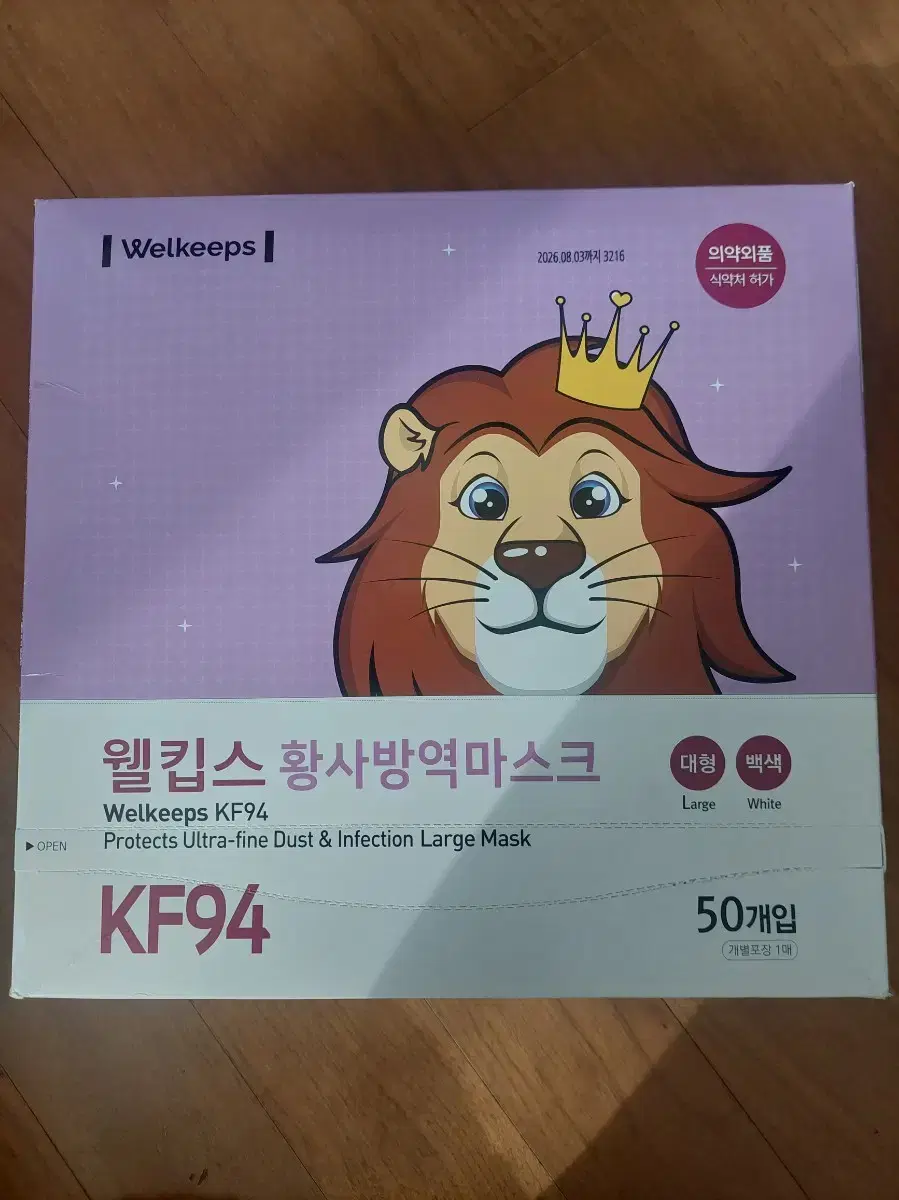 Welkeeps
2026.08.03까지 3216
의약외품
식약처 허가
웰킵스 황사방역마스크
대형
백색
Large
White
Welkeeps KF94
Protects Ultra-fine Dust & Infection Large Mask
▶OPEN
KF94
50개입
개별포장 1매